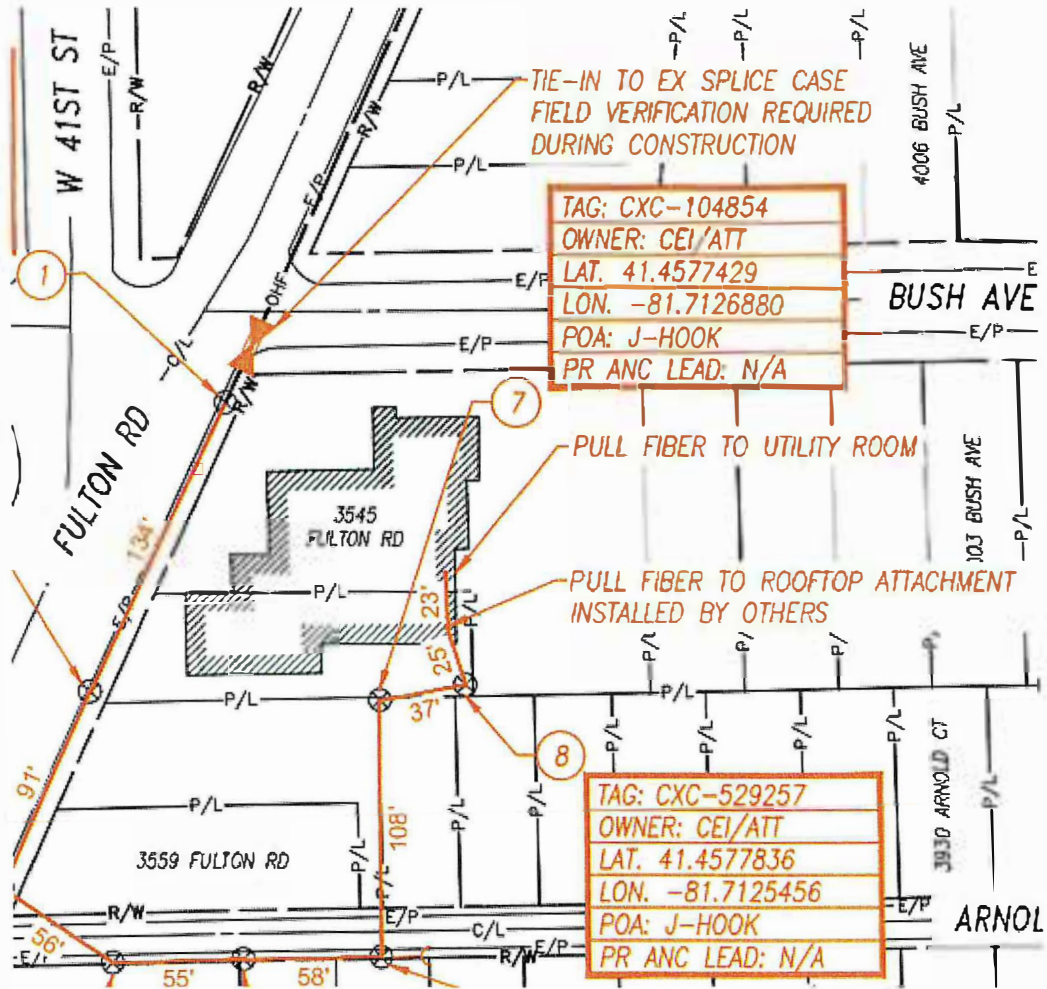 W 41ST ST
E/P
R/W
R/W
P/L
P/L
P/L
4006 BUSH AVE
P/L
P/L
R/W
TIE-IN TO EX SPLICE CASE
FIELD VERIFICATION REQUIRED
DURING CONSTRUCTION
P/L
E/P
TAG: CXC-104854
OWNER: CEI/ATT
LAT. 41.4577429
LON. -81.7126880
POA: J-HOOK
PR ANC LEAD: N/A
1
OHF
E/P
E
BUSH AVE
E/P
E/P
C/L
R/W
7
FULTON RD
PULL FIBER TO UTILITY ROOM
3545
FULTON RD
BUSH AVE
P/L
134'
E/P
P/L
23'
P/L
PULL FIBER TO ROOFTOP ATTACHMENT
INSTALLED BY OTHERS
25'
P/L
P/L
P/
P/
P/L
37'
P/L
8
91'
P/L
P/L
P/L
P/L
P/L
P/L
P/L
3930 ARNOLD CT
P/L
108'
3559 FULTON RD
P/L
P/L
TAG: CXC-529257
OWNER: CEI/ATT
LAT. 41.4577836
LON. -81.7125456
POA: J-HOOK
PR ANC LEAD: N/A
R/W
E/P
C/L
E/P
ARNOL
56'
E/P
55'
58'
R/W
E/P